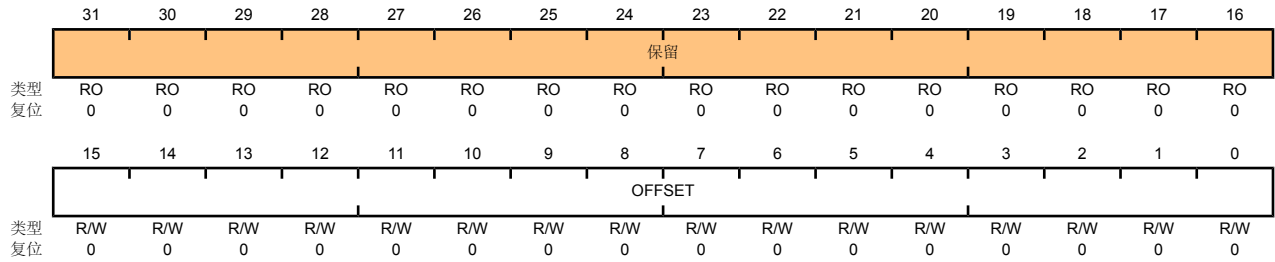 31 30 29 28 27 26 25 24 23 22 21 20 19 18 17 16
保留
类型 RO RO RO RO RO RO RO RO RO RO RO RO RO RO RO RO
复位 0 0 0 0 0 0 0 0 0 0 0 0 0 0 0 0
15 14 13 12 11 10 9 8 7 6 5 4 3 2 1 0
OFFSET
类型 R/W R/W R/W R/W R/W R/W R/W R/W R/W R/W R/W R/W R/W R/W R/W R/W
复位 0 0 0 0 0 0 0 0 0 0 0 0 0 0 0 0